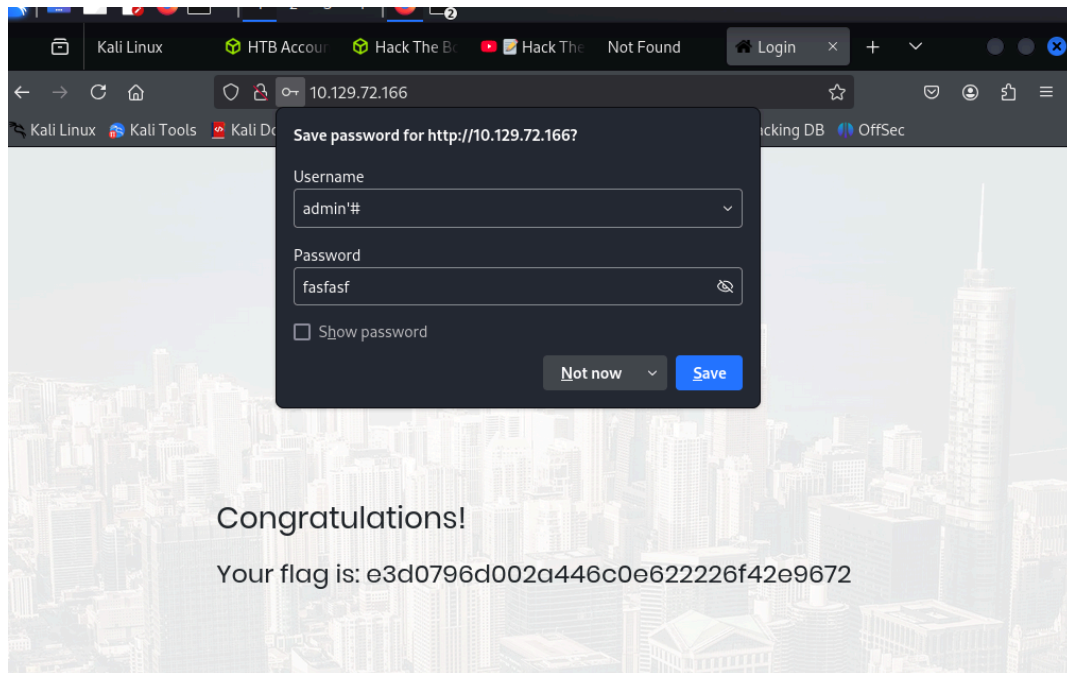 Kali Linux
HTB Accoun
Hack The Bo
Hack The
Not Found
Login
10.129.72.166
Kali Linux
Kali Tools
Kali Do
acking DB
OffSec
Save password for http://10.129.72.166?
Username
admin'#
Password
fasfasf
Show password
Not now
Save
Congratulations!
Your flag is: e3d0796d002a446c0e622226f42e9672